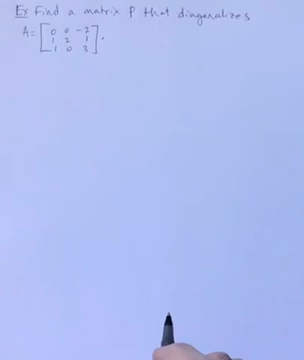 Ex Find a matrix P that diagonalizes
A = [ 0 0 -2
1 2 1
1 0 3 ] .